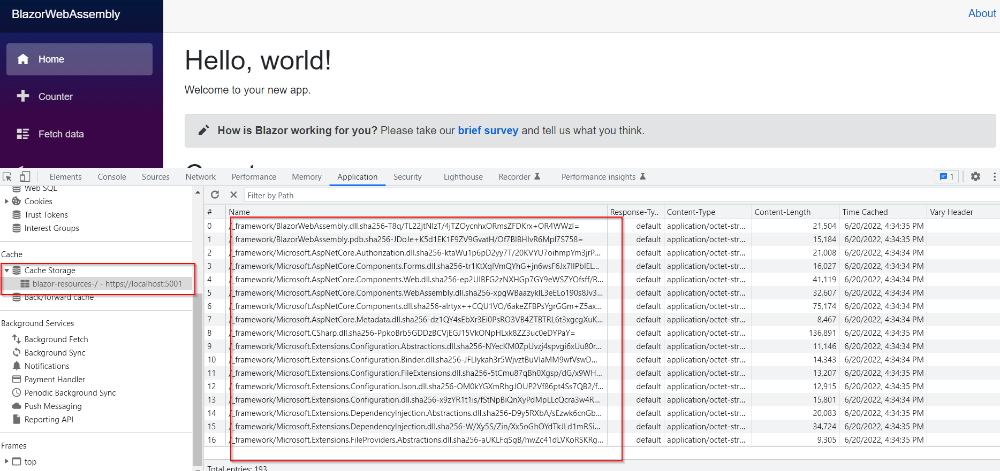 BlazorWebAssembly
About
Home
Counter
Fetch data
Hello, world!
Welcome to your new app.
How is Blazor working for you? Please take our brief survey and tell us what you think.
Elements Console Sources Network Performance Memory Application Security Lighthouse Recorder Performance insights 1
Web SQL
Cookies
Trust Tokens
Interest Groups
Cache
Cache Storage
blazor-resources-/ - https://localhost:5001
Back/forward cache
Background Services
Background Fetch
Background Sync
Notifications
Payment Handler
Periodic Background Sync
Push Messaging
Reporting API
Frames
top
Filter by Path
# Name Response-Ty.. Content-Type Content-Length Time Cached Vary Header
0 /_framework/BlazorWebAssembly.dll.sha256-T8q/TL22jtNIzT/4jTZOycnhxORmsZFDKrx+OR4WWzI= default application/octet-str... 21,504 6/20/2022, 4:34:35 PM
1 /_framework/BlazorWebAssembly.pdb.sha256-JDoJe+K5d1EK1F9ZV9GvatH/Of7BIBHIvR6MpI7S758= default application/octet-str... 15,184 6/20/2022, 4:34:35 PM
2 /_framework/Microsoft.AspNetCore.Authorization.dll.sha256-ktaWu1p6pD2yy7T/20KVYU7oihmpYm3jrP... default application/octet-str... 21,008 6/20/2022, 4:34:34 PM
3 /_framework/Microsoft.AspNetCore.Components.Forms.dll.sha256-tr1KtXqIVmQYhG+jn6wsF6Jx7IIPbIEL... default application/octet-str... 16,027 6/20/2022, 4:34:34 PM
4 /_framework/Microsoft.AspNetCore.Components.Web.dll.sha256-ep2UIBFG2zNXHGp7GY9eWSZYOfsff/R... default application/octet-str... 41,119 6/20/2022, 4:34:34 PM
5 /_framework/Microsoft.AspNetCore.Components.WebAssembly.dll.sha256-xpgWBaazykIL3eELo190s8Jv3... default application/octet-str... 32,607 6/20/2022, 4:34:34 PM
6 /_framework/Microsoft.AspNetCore.Components.dll.sha256-alrtyx++CQU1VO/6akeZFBPsYgrGGm+Z5ax... default application/octet-str... 75,174 6/20/2022, 4:34:34 PM
7 /_framework/Microsoft.AspNetCore.Metadata.dll.sha256-dz1QY4sEbXr3Ei0PsRO3VB4ZTBTRL6t3xgcgXuK... default application/octet-str... 8,467 6/20/2022, 4:34:34 PM
8 /_framework/Microsoft.CSharp.dll.sha256-PpkoBrb5GDDzBCVjEGJ15VkONpHLxk8ZZ3uc0eDYPaY= default application/octet-str... 136,891 6/20/2022, 4:34:35 PM
9 /_framework/Microsoft.Extensions.Configuration.Abstractions.dll.sha256-NYecKM0ZpUvzj4spvgi6xUu80r... default application/octet-str... 11,146 6/20/2022, 4:34:34 PM
10 /_framework/Microsoft.Extensions.Configuration.Binder.dll.sha256-JFLlykah3r5WjvztBuVlaMM9wfVswD... default application/octet-str... 14,343 6/20/2022, 4:34:34 PM
11 /_framework/Microsoft.Extensions.Configuration.FileExtensions.dll.sha256-5tCmu87qBh0Xgsp/dG/x9WH... default application/octet-str... 13,207 6/20/2022, 4:34:35 PM
12 /_framework/Microsoft.Extensions.Configuration.Json.dll.sha256-OM0kYGXmRhgJOUP2Vf86pt4Ss7QB2/f... default application/octet-str... 12,915 6/20/2022, 4:34:34 PM
13 /_framework/Microsoft.Extensions.Configuration.dll.sha256-x9zYR1t1is/fStNpBiQnXyPdMpLLcQcra3w4R... default application/octet-str... 15,801 6/20/2022, 4:34:34 PM
14 /_framework/Microsoft.Extensions.DependencyInjection.Abstractions.dll.sha256-D9y5RXbA/sEzwk6cnGb... default application/octet-str... 20,083 6/20/2022, 4:34:35 PM
15 /_framework/Microsoft.Extensions.DependencyInjection.dll.sha256-W/Xy5S/Zin/Xx5oGhOYdTkJLd1mRSi... default application/octet-str... 34,724 6/20/2022, 4:34:35 PM
16 /_framework/Microsoft.Extensions.FileProviders.Abstractions.dll.sha256-aUKLFqSgB/hwZc41dLVKoRSKRg... default application/octet-str... 9,305 6/20/2022, 4:34:35 PM
Total entries: 193